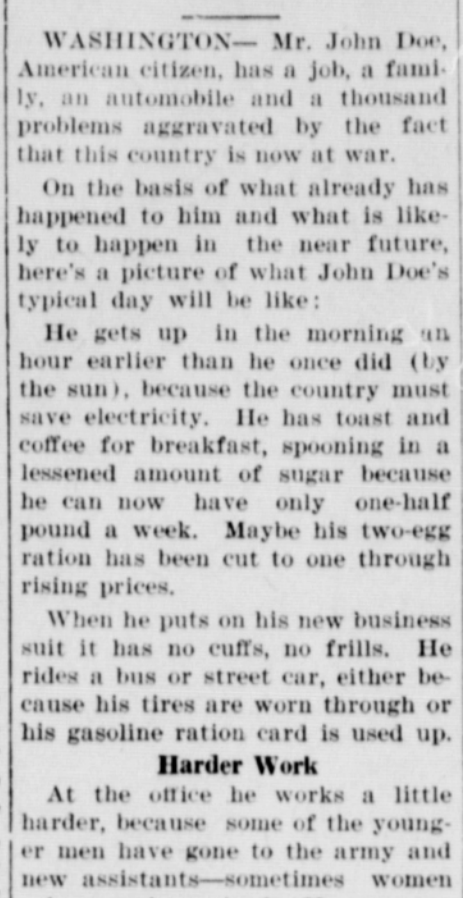 WASHINGTON— Mr. John Doe,
American citizen, has a job, a fami-
ly, an automobile and a thousand
problems aggravated by the fact
that this country is now at war.
On the basis of what already has
happened to him and what is like-
ly to happen in the near future,
here's a picture of what John Doe's
typical day will be like:
He gets up in the morning an
hour earlier than he once did (by
the sun), because the country must
save electricity. He has toast and
coffee for breakfast, spooning in a
lessened amount of sugar because
he can now have only one-half
pound a week. Maybe his two-egg
ration has been cut to one through
rising prices.
When he puts on his new business
suit it has no cuffs, no frills. He
rides a bus or street car, either be-
cause his tires are worn through or
his gasoline ration card is used up.
Harder Work
At the office he works a little
harder, because some of the young-
er men have gone to the army and
new assistants—sometimes women